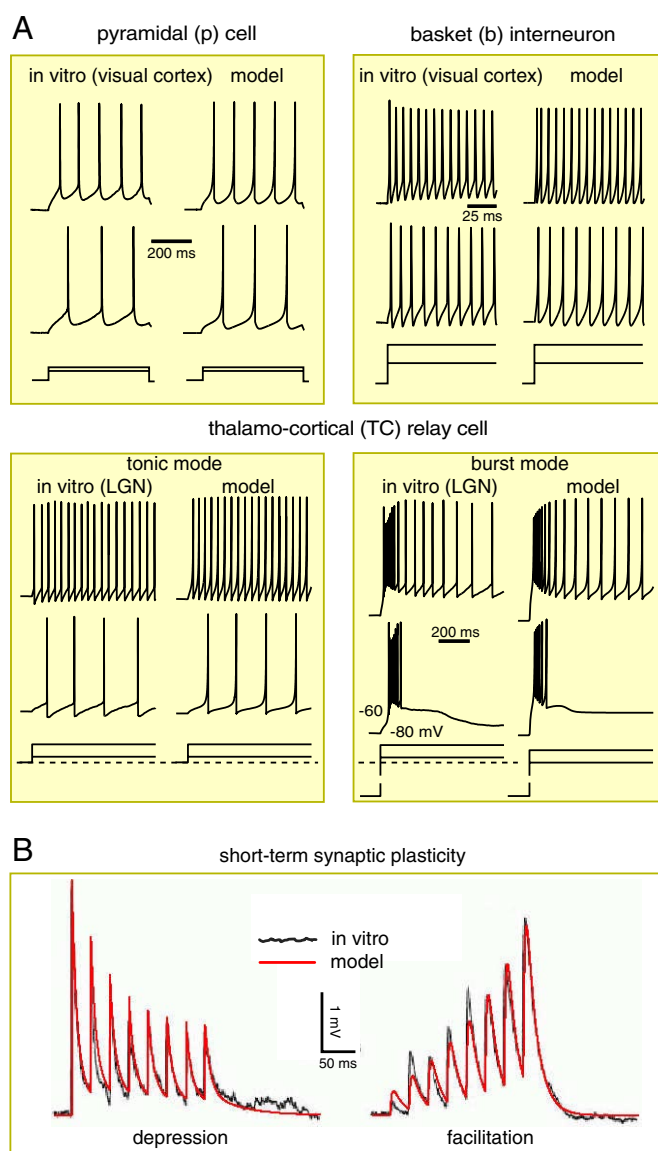 A
pyramidal (p) cell
basket (b) interneuron
in vitro (visual cortex) model
in vitro (visual cortex) model
200 ms
25 ms
thalamo-cortical (TC) relay cell
tonic mode
in vitro (LGN) model
burst mode
in vitro (LGN) model
200 ms
-60
-80 mV
B
short-term synaptic plasticity
in vitro
model
1 mV
50 ms
depression
facilitation